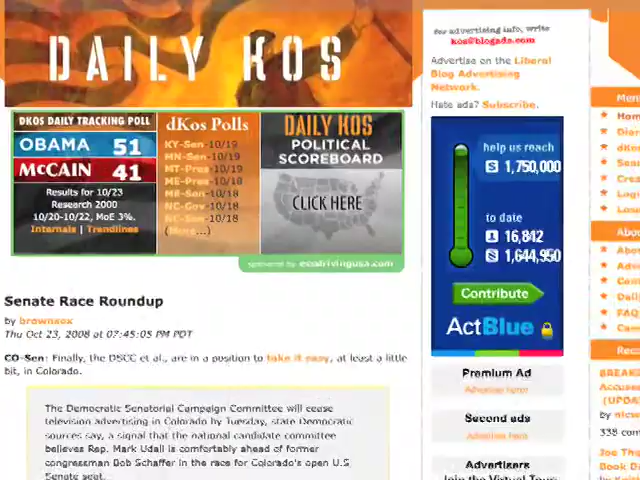 DAILY KOS
DKOS DAILY TRACKING POLL
OBAMA 51
McCAIN 41
Results for 10/23
Research 2000
10/20-10/22, MoE 3%.
Internals | Trendlines
dKos Polls
KY-Sen-10/19
MN-Sen-10/19
MT-Pres-10/19
ME-Pres-10/18
ME-Sen-10/18
NC-Gov-10/18
NC-Sen-10/18
(More...)
DAILY KOS
POLITICAL
SCOREBOARD
CLICK HERE
sponsored by ecodrivingusa.com
Senate Race Roundup
by brownsox
Thu Oct 23, 2008 at 07:45:05 PM PDT
CO-Sen: Finally, the DSCC et al., are in a position to take it easy, at least a little
bit, in Colorado.
The Democratic Senatorial Campaign Committee will cease
television advertising in Colorado by Tuesday, state Democratic
sources say, a signal that the national candidate committee
believes Rep. Mark Udall is comfortably ahead of former
congressman Bob Schaffer in the race for Colorado's open U.S.
Senate seat.
for advertising info, write
kos@blogads.com
Advertise on the Liberal
Blog Advertising
Network.
Hate ads? Subscribe.
help us reach
$ 1,750,000
to date
16,842
$ 1,644,950
Contribute
ActBlue
Premium Ad
Advertise here!
Second ads
Advertise here!
Advertisers
Join the Virtual Tour